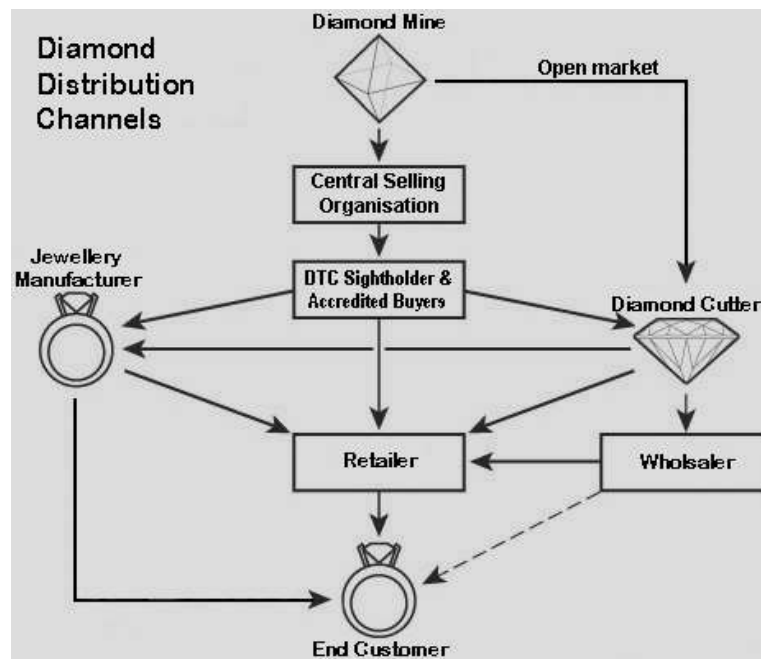 Diamond
Distribution
Channels
Diamond Mine
Open market
Central Selling
Organisation
Jewellery
Manufacturer
DTC Sightholder &
Accredited Buyers
Diamond Cutter
Retailer
Wholsaler
End Customer